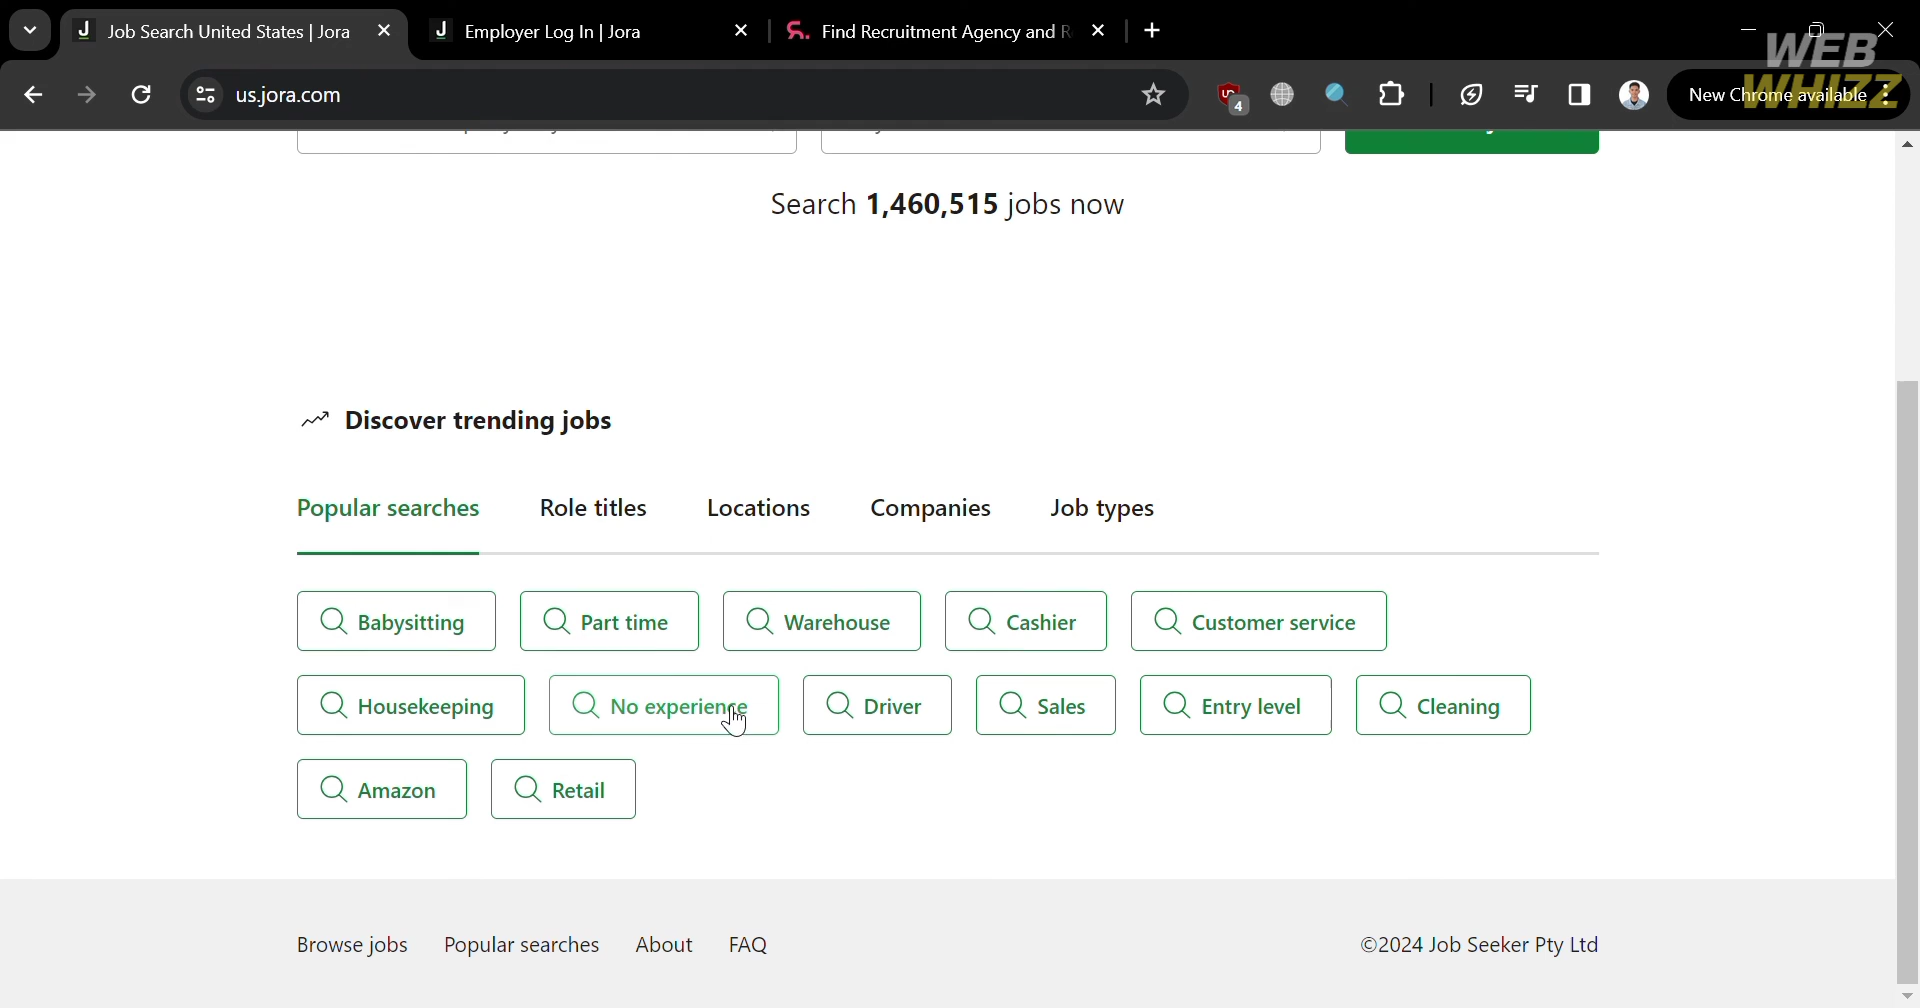 Job Search United States | Jora
Employer Log In | Jora
Find Recruitment Agency and
us.jora.com
4
New Chrome available
WEB
WHIZZ
Search 1,460,515 jobs now
Discover trending jobs
Popular searches Role titles Locations Companies Job types
Babysitting Part time Warehouse Cashier Customer service
Housekeeping No experience Driver Sales Entry level Cleaning
Amazon Retail
Browse jobs Popular searches About FAQ ©2024 Job Seeker Pty Ltd